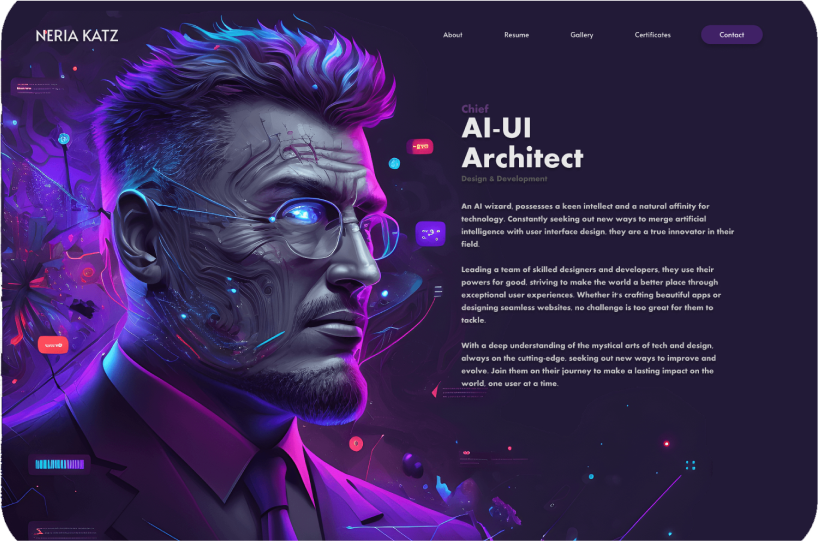 NERIA KATZ
About
Resume
Gallery
Certificates
Contact
Chief
AI-UI
Architect
Design & Development
An AI wizard, possesses a keen intellect and a natural affinity for
technology. Constantly seeking out new ways to merge artificial
intelligence with user interface design, they are a true innovator in their
field.
Leading a team of skilled designers and developers, they use their
powers for good, striving to make the world a better place through
exceptional user experiences. Whether it's crafting beautiful apps or
designing seamless websites, no challenge is too great for them to
tackle.
With a deep understanding of the mystical arts of tech and design,
always on the cutting-edge, seeking out new ways to improve and
evolve. Join them on their journey to make a lasting impact on the
world, one user at a time.